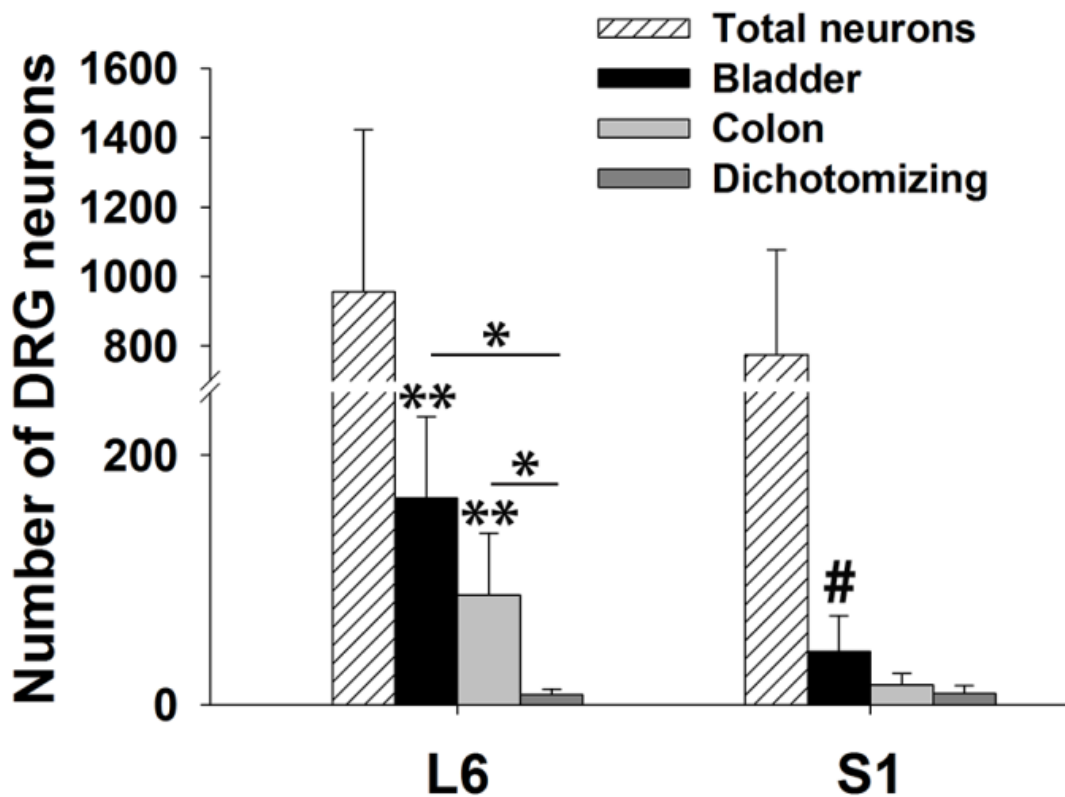 Total neurons
Bladder
Colon
Dichotomizing
Number of DRG neurons
1600
1400
1200
1000
800
200
0
*
**
*
**
#
L6
S1